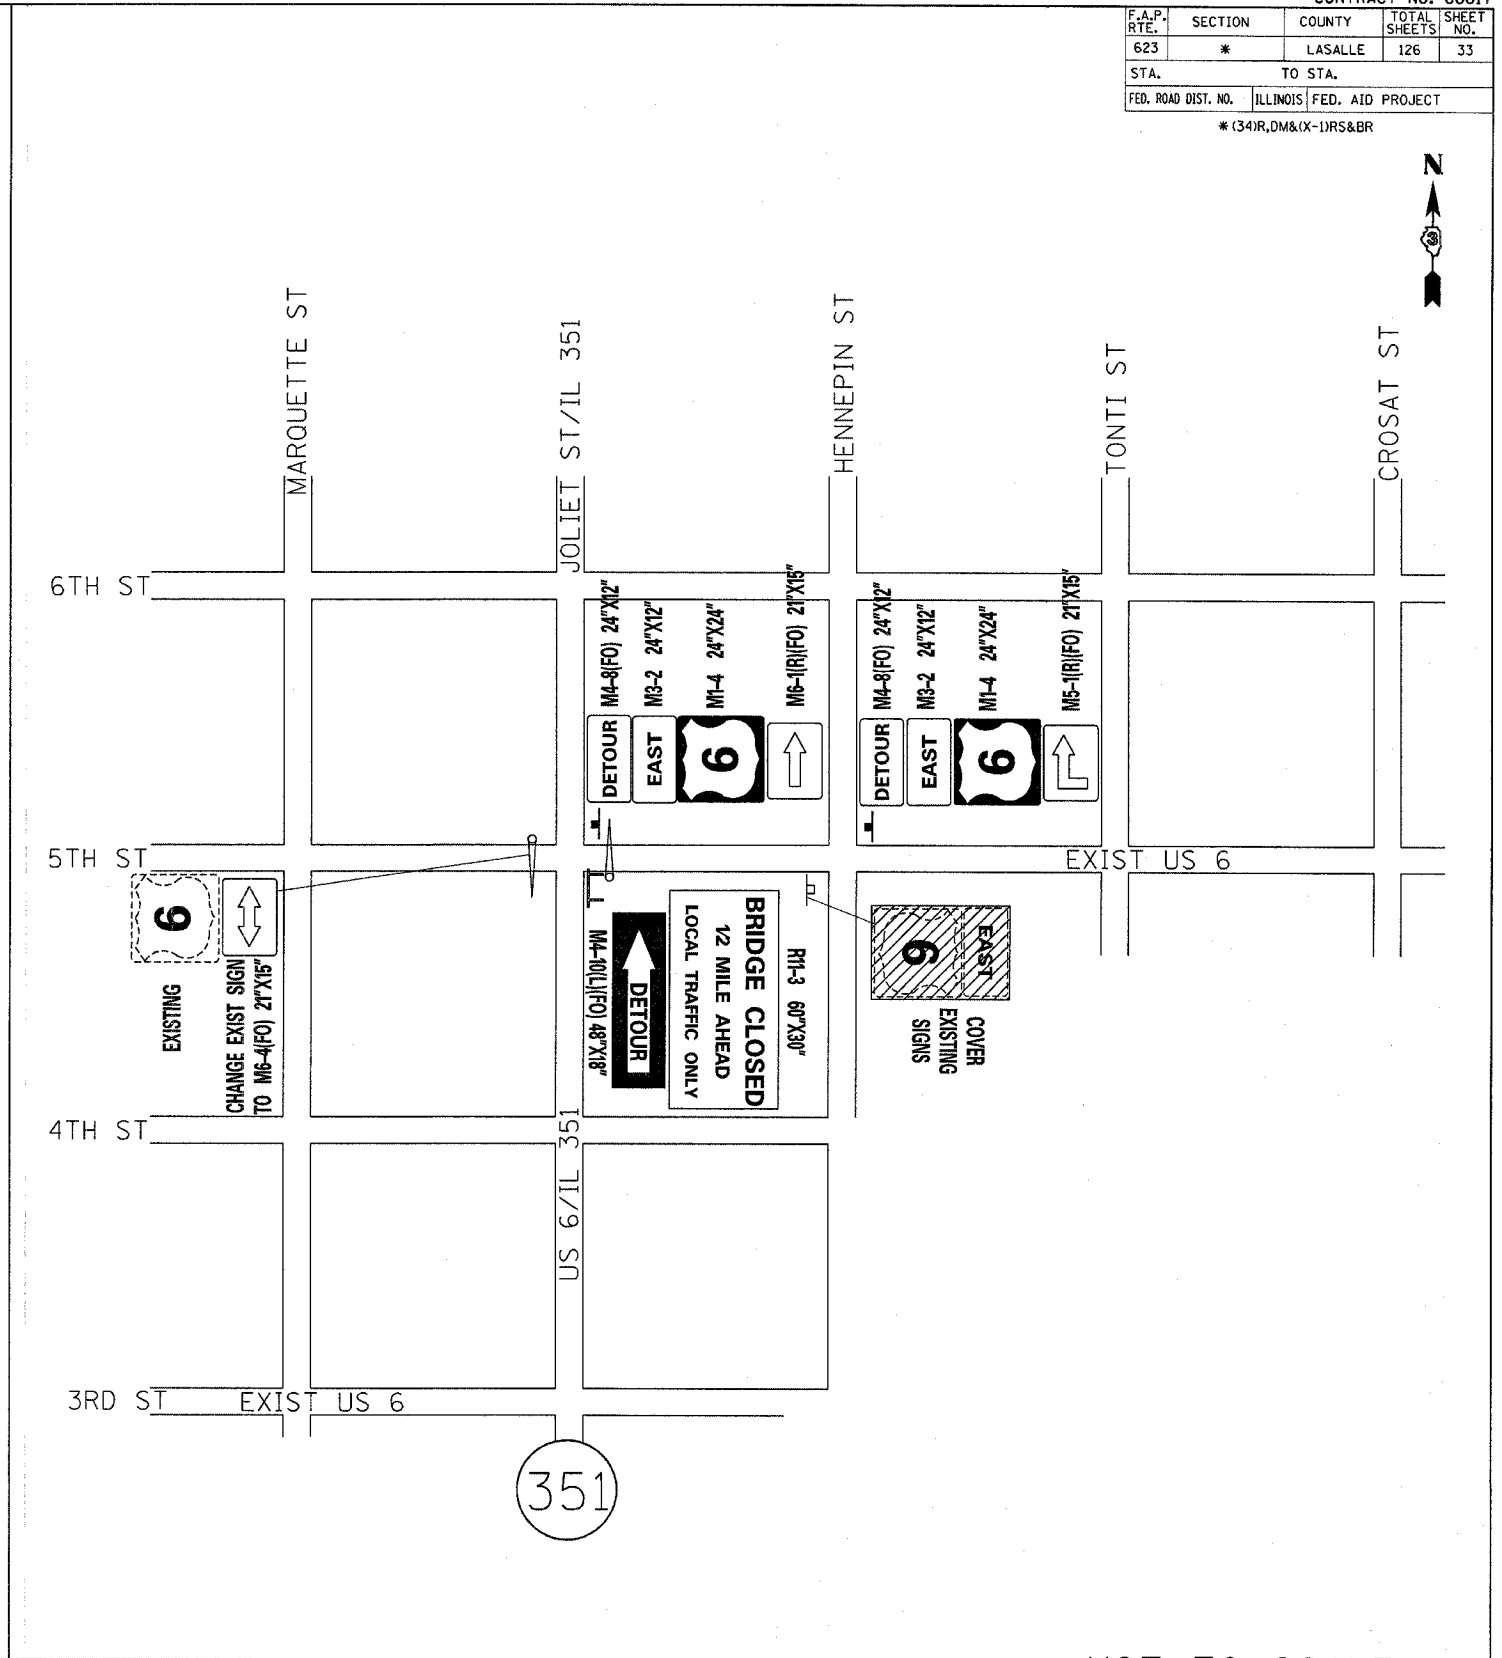 F.A.P. RTE. SECTION COUNTY TOTAL SHEETS SHEET NO.
623 * LASALLE 126 33
STA. TO STA.
FED. ROAD DIST. NO. ILLINOIS FED. AID PROJECT
*(34)R,DM&(X-1)RS&BR
N
3
MARQUETTE ST
JOLIET ST/IL 351
HENNEPIN ST
TONTI ST
CROSAT ST
6TH ST
M4-8(FO) 24"X12"
M3-2 24"X12"
M1-4 24"X24"
M6-1(R)(FO) 21"X15"
DETOUR
EAST
6
M4-8(FO) 24"X12"
M3-2 24"X12"
M1-4 24"X24"
M5-1(R)(FO) 21"X15"
DETOUR
EAST
6
5TH ST
EXIST US 6
6
EXISTING
CHANGE EXIST SIGN
TO M6-4(FO) 21"X15"
R11-3 60"X30"
BRIDGE CLOSED
1/2 MILE AHEAD
LOCAL TRAFFIC ONLY
DETOUR
M4-10(L)(FO) 48"X18"
EAST
6
COVER
EXISTING
SIGNS
4TH ST
US 6/IL 351
3RD ST
EXIST US 6
351